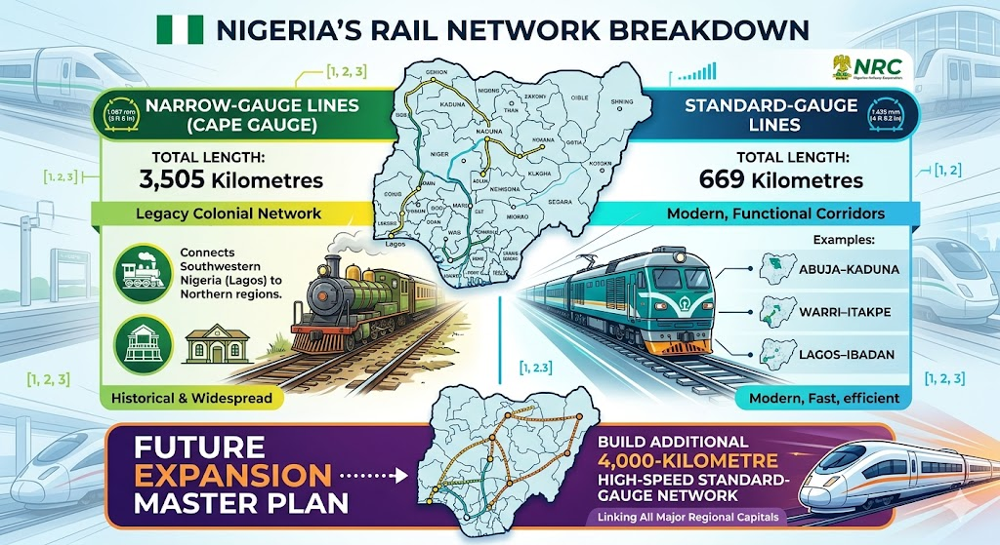 NIGERIA'S RAIL NETWORK BREAKDOWN
[1, 2, 3]
NRC
NARROW-GAUGE LINES
(CAPE GAUGE)
TOTAL LENGTH:
3,505 Kilometres
[1, 2, 3]
Legacy Colonial Network
Connects
Southwestern
Nigeria (Lagos) to
Northern regions.
Historical & Widespread
[1, 2, 3]
KADUNA
NADUNA
NIGER
SEGARA
Lagos
STANDARD-GAUGE
LINES
TOTAL LENGTH:
669 Kilometres
[1, 2]
Modern, Functional Corridors
Examples:
ABUJA–KADUNA
WARRI–ITAKPE
LAGOS–IBADAN
Modern, Fast, efficient
[1, 2.3]
[1, 2, 3]
FUTURE
EXPANSION
MASTER PLAN
BUILD ADDITIONAL
4,000-KILOMETRE
HIGH-SPEED STANDARD-
GAUGE NETWORK
Linking All Major Regional Capitals